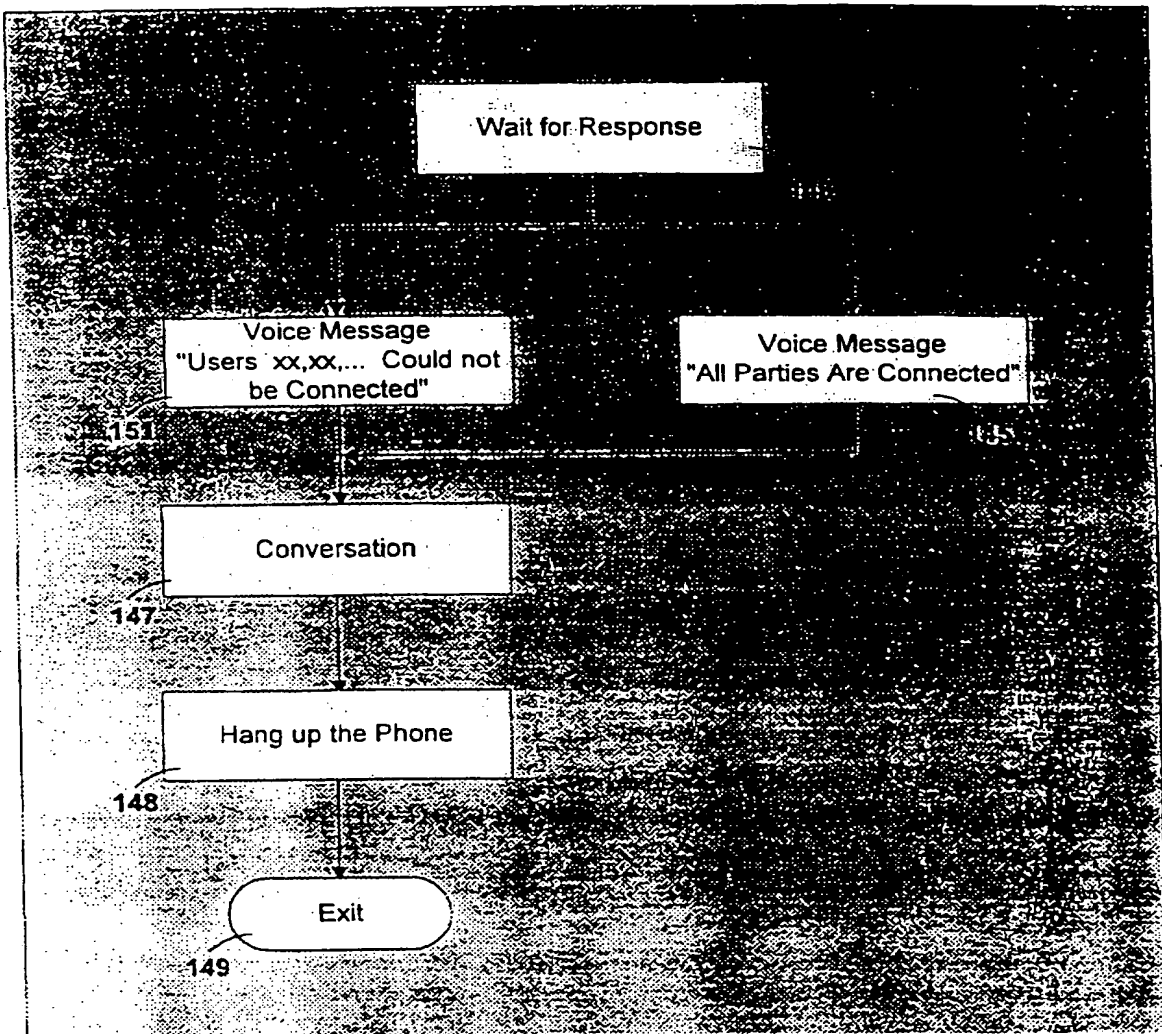 Wait for Response
Voice Message
"Users xx,xx,... Could not
be Connected"
151
Voice Message
"All Parties Are Connected"
Conversation
147
Hang up the Phone
148
Exit
149